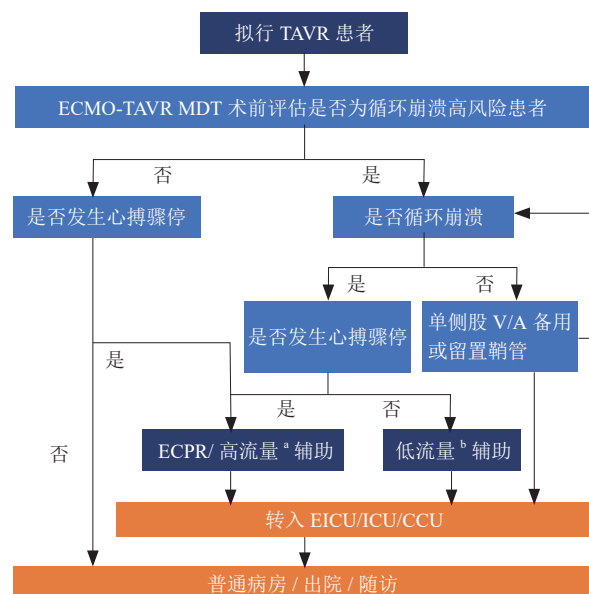 拟行 TAVR 患者
ECMO-TAVR MDT 术前评估是否为循环崩溃高风险患者
否
是
是否发生心搏骤停
是否循环崩溃
是
否
是否发生心搏骤停
单侧股 V/A 备用
或留置鞘管
是
是
否
否
ECPR/ 高流量 a 辅助
低流量 b 辅助
转入 EICU/ICU/CCU
普通病房 / 出院 / 随访